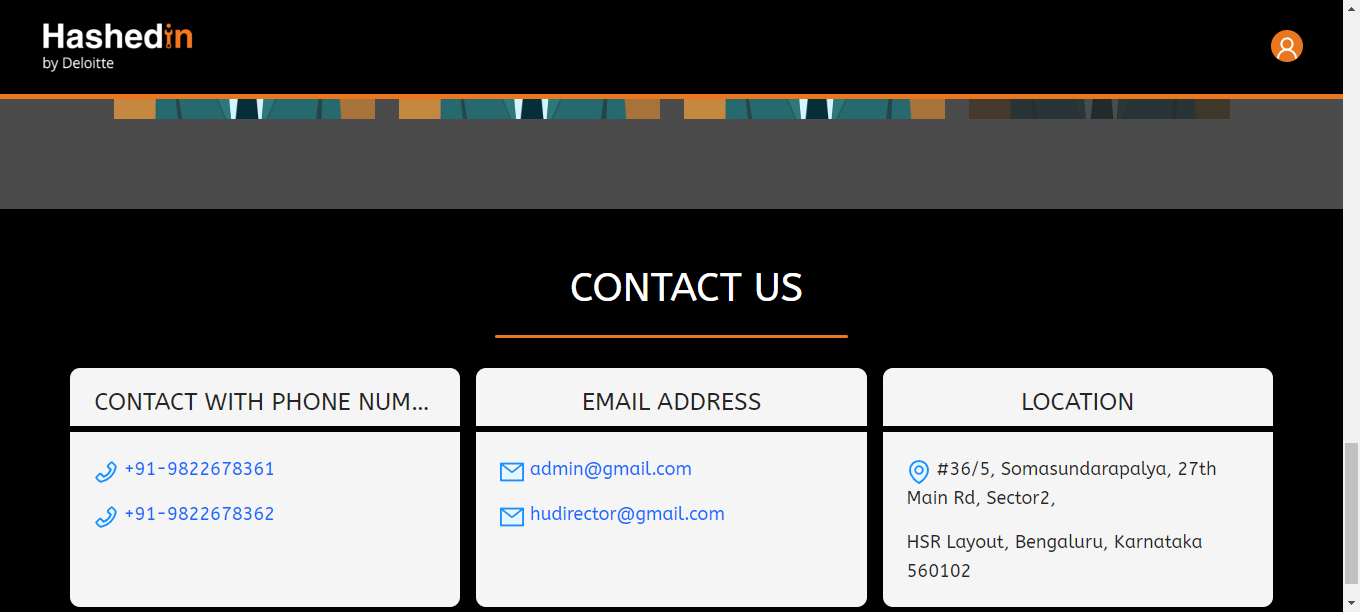 Hashedin
by Deloitte
CONTACT US
CONTACT WITH PHONE NUM...
+91-9822678361
+91-9822678362
EMAIL ADDRESS
admin@gmail.com
hudirector@gmail.com
LOCATION
#36/5, Somasundarapalya, 27th
Main Rd, Sector2,
HSR Layout, Bengaluru, Karnataka
560102